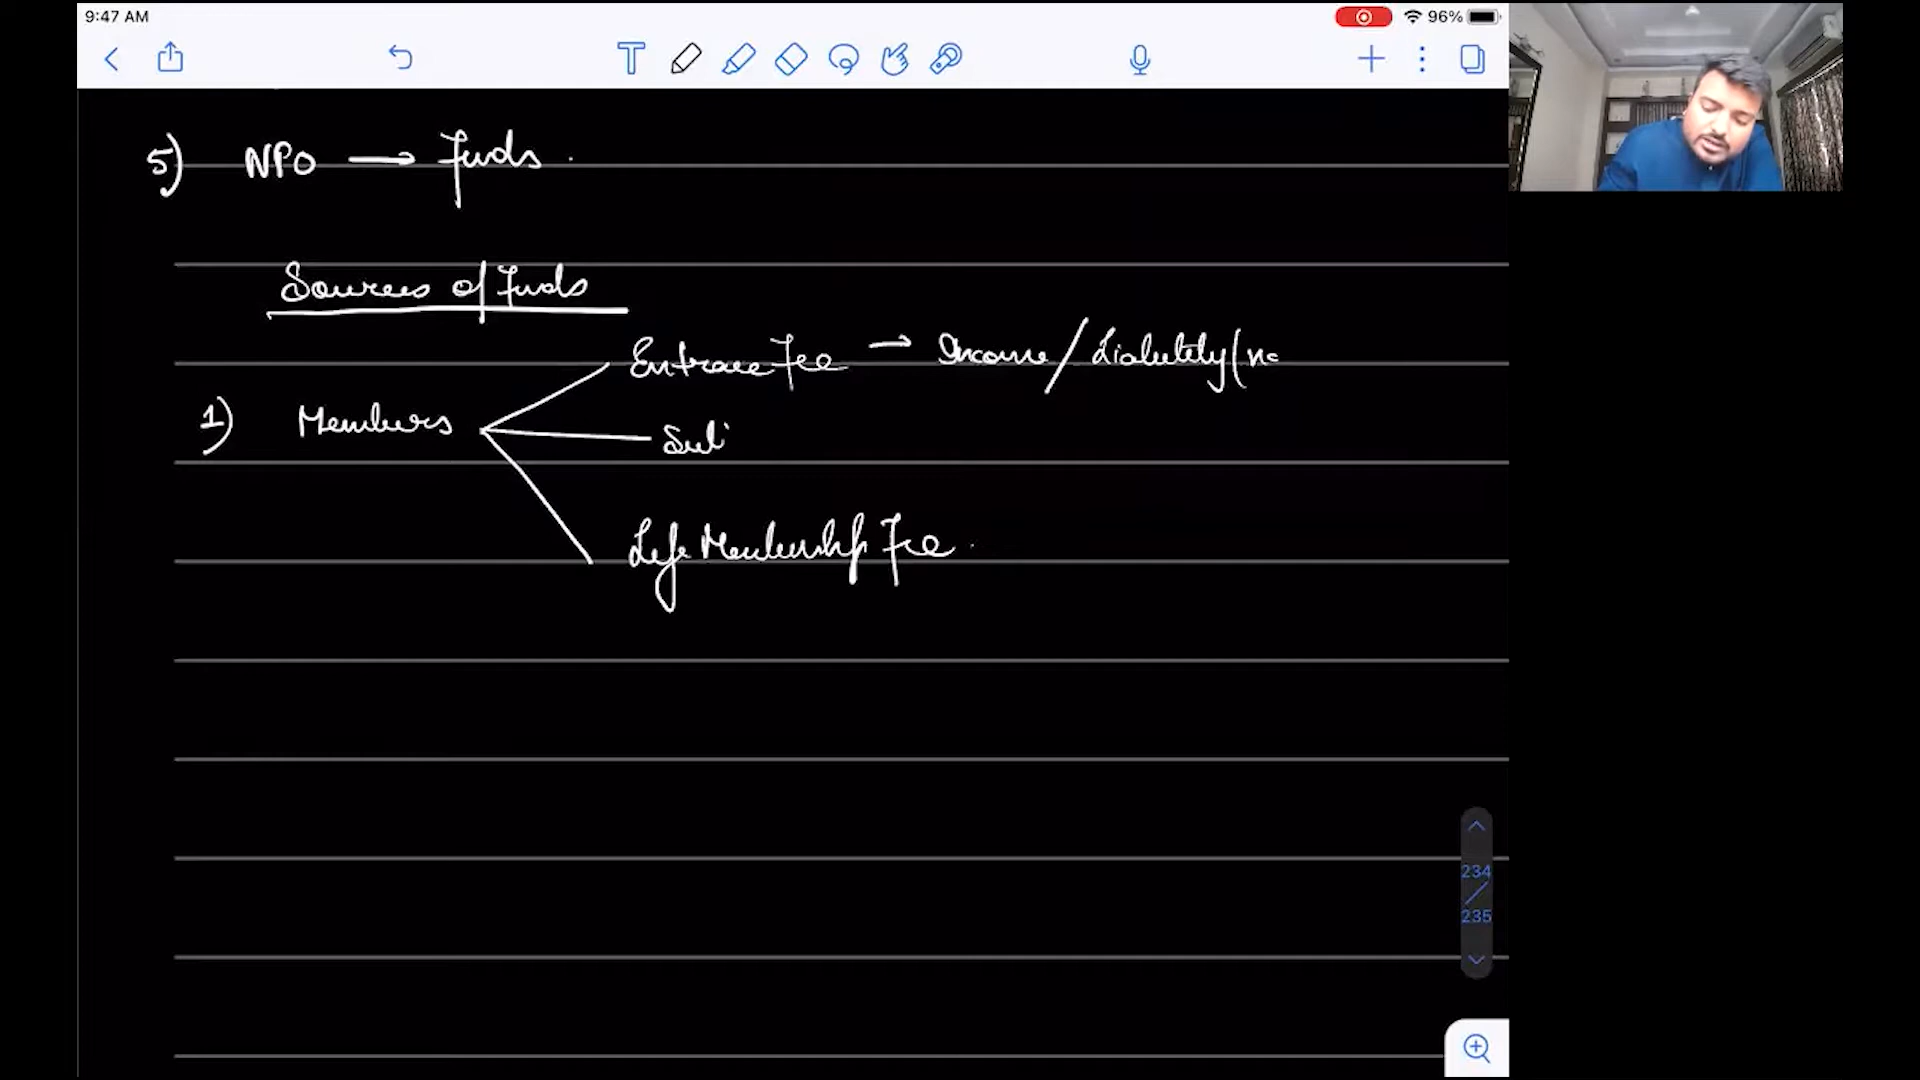 9:47 AM
96%
5) NPO → Funds.
Sources of Funds
Entrance Fee → Income / Liability (no
1) Members
Sub
Life Membership Fee.
234
235